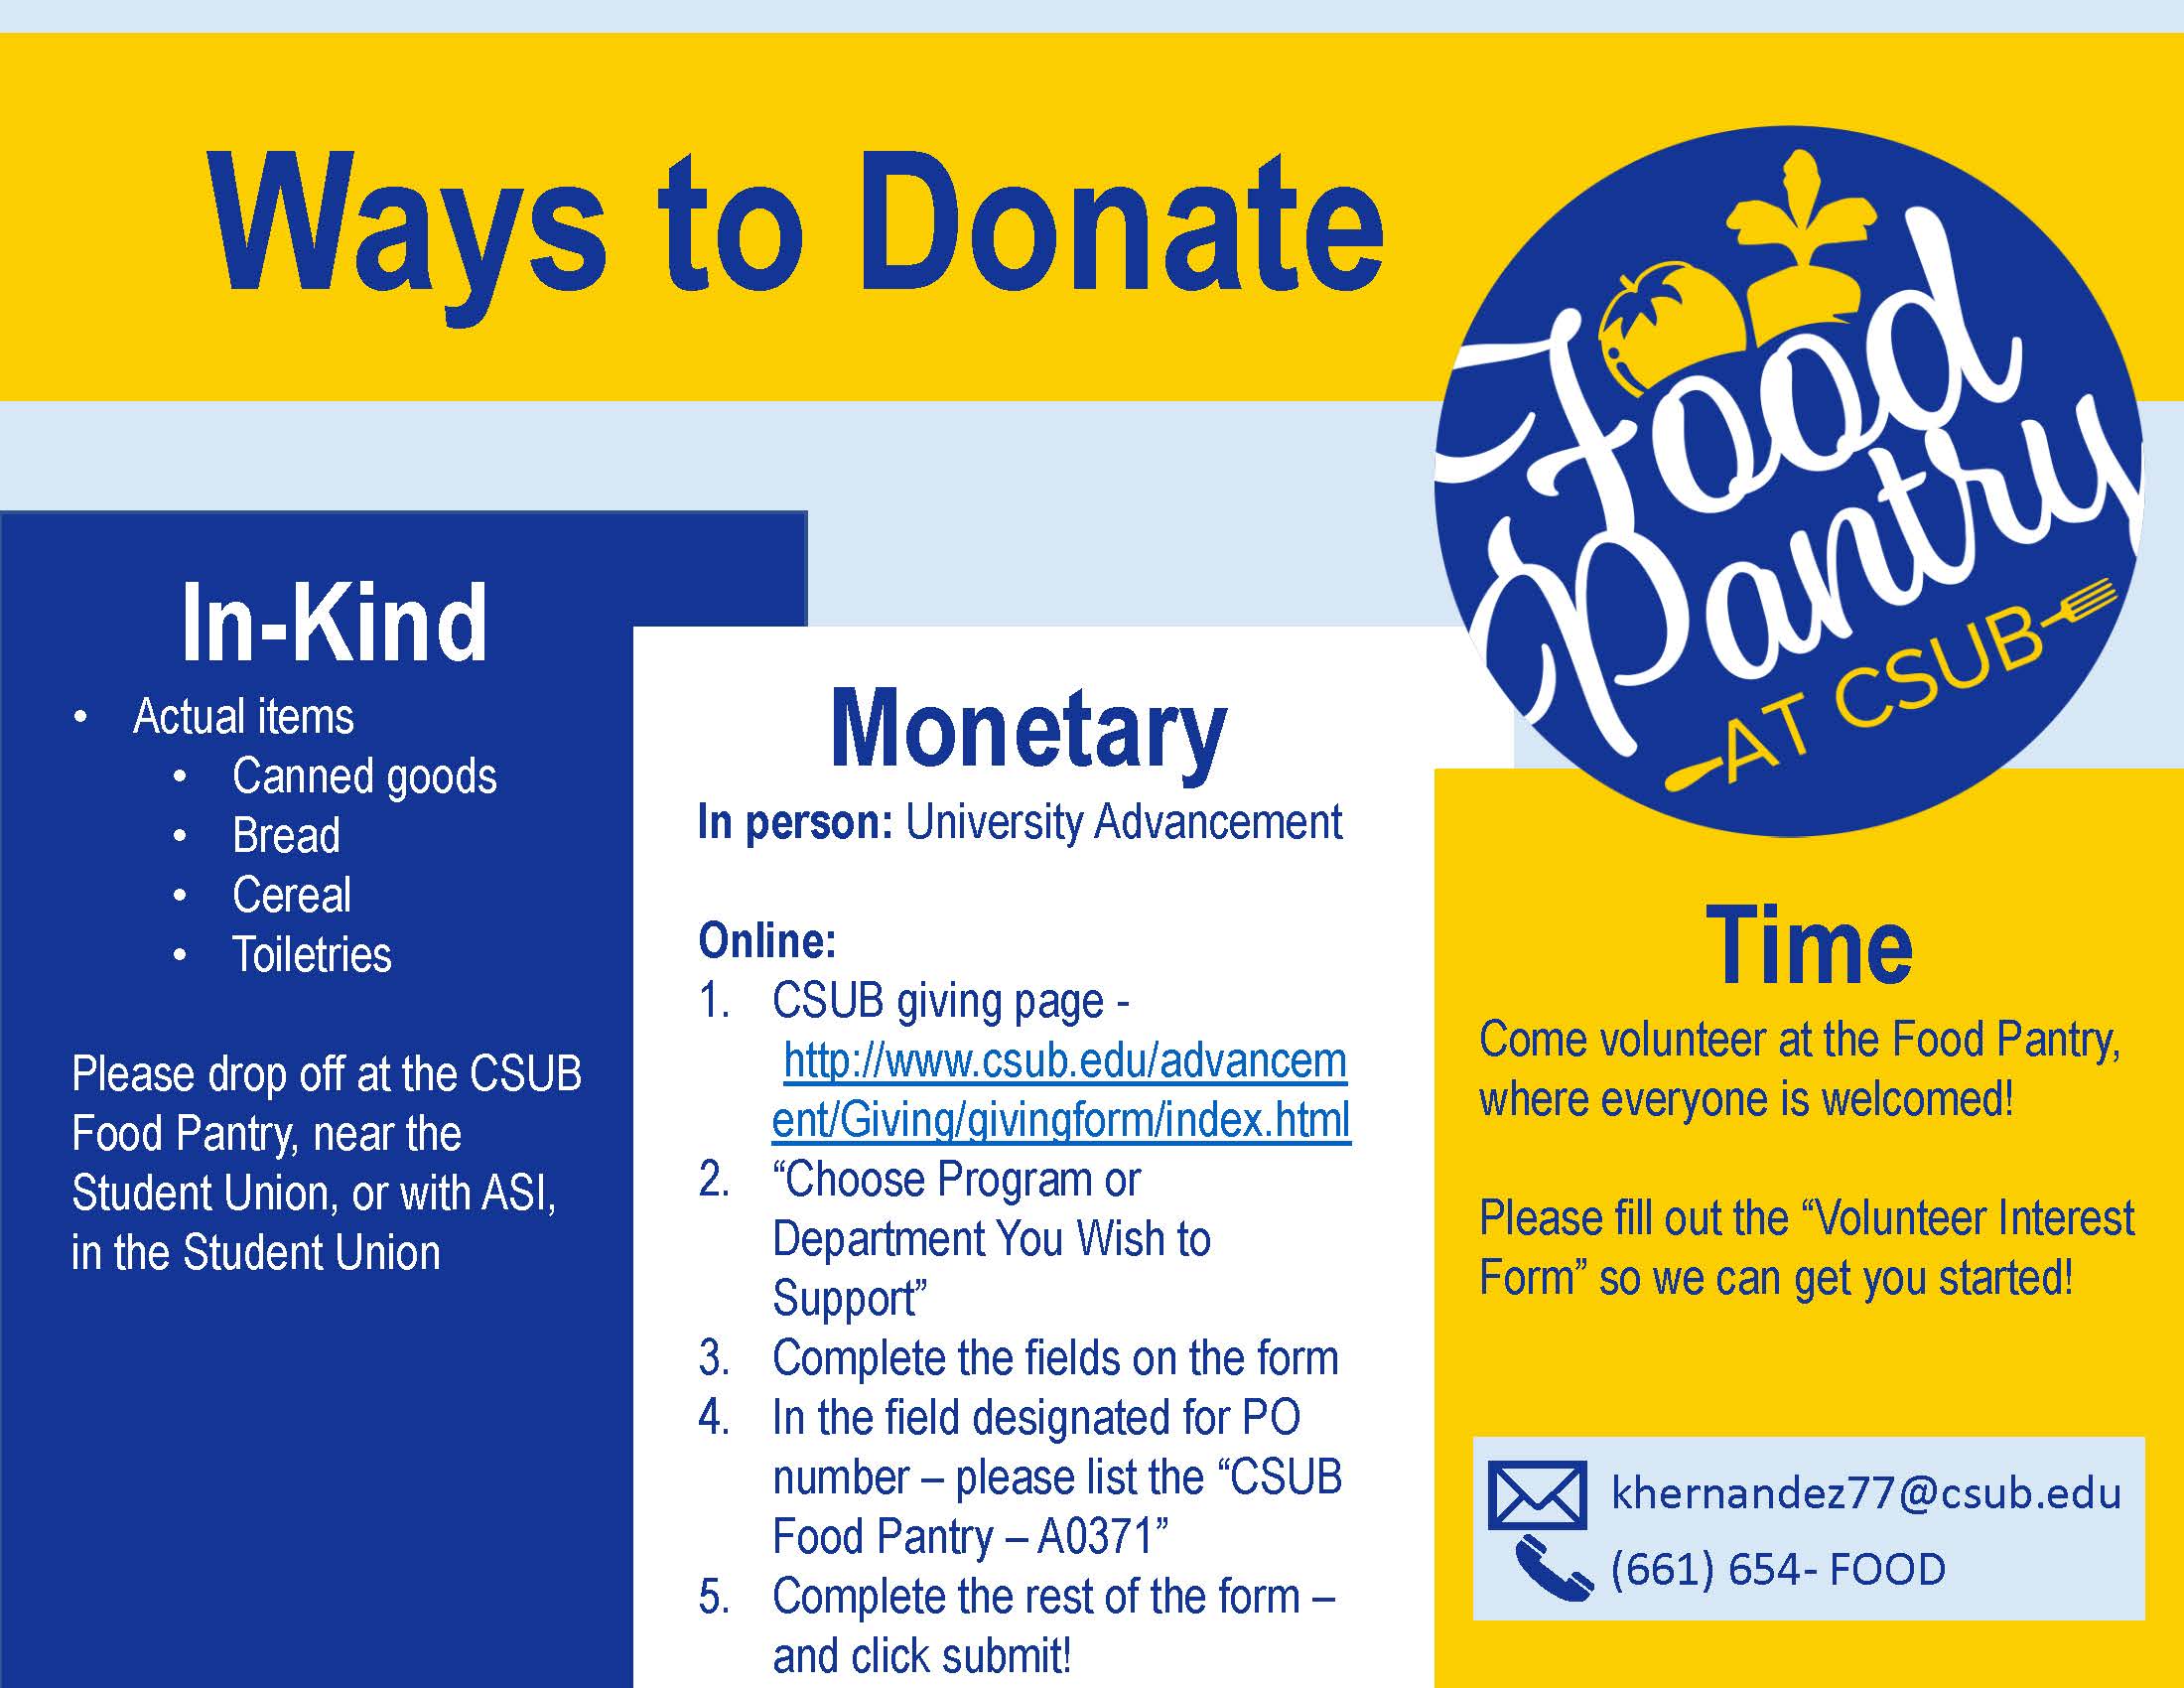 Ways to Donate
Food
Pantry
AT CSUB
In-Kind
• Actual items
• Canned goods
• Bread
• Cereal
• Toiletries
Please drop off at the CSUB
Food Pantry, near the
Student Union, or with ASI,
in the Student Union
Monetary
In person: University Advancement
Online:
1. CSUB giving page -
http://www.csub.edu/advancem
ent/Giving/givingform/index.html
2. “Choose Program or
Department You Wish to
Support”
3. Complete the fields on the form
4. In the field designated for PO
number – please list the “CSUB
Food Pantry – A0371”
5. Complete the rest of the form –
and click submit!
Time
Come volunteer at the Food Pantry,
where everyone is welcomed!
Please fill out the “Volunteer Interest
Form” so we can get you started!
khernandez77@csub.edu
(661) 654- FOOD